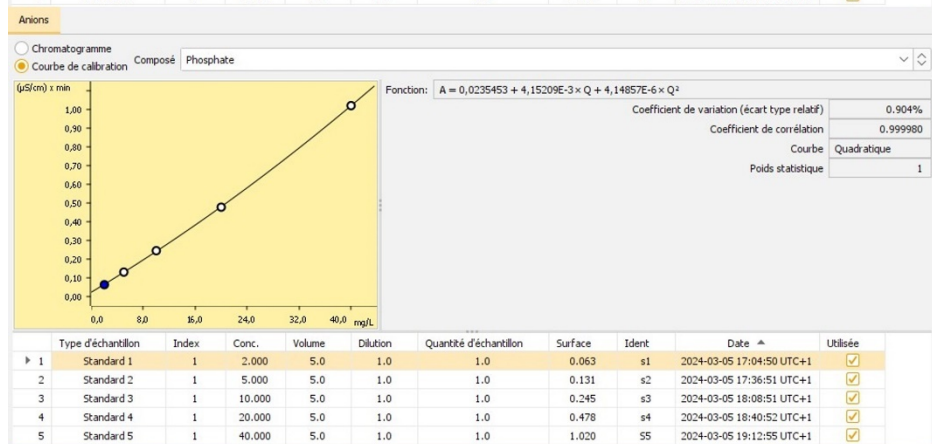 Anions
Chromatogramme
Courbe de calibration
Composé Phosphate
(µS/cm) x min
1,00
0,90
0,80
0,70
0,60
0,50
0,40
0,30
0,20
0,10
0,00
0,0 8,0 16,0 24,0 32,0 40,0 mg/L
Fonction: A = 0,0235453 + 4,15209E-3 × Q + 4,14857E-6 × Q²
Coefficient de variation (écart type relatif) 0.904%
Coefficient de corrélation 0.999980
Courbe Quadratique
Poids statistique 1
Type d'échantillon Index Conc. Volume Dilution Quantité d'échantillon Surface Ident Date Utilisée
1 Standard 1 1 2.000 5.0 1.0 1.0 0.063 s1 2024-03-05 17:04:50 UTC+1
2 Standard 2 1 5.000 5.0 1.0 1.0 0.131 s2 2024-03-05 17:36:51 UTC+1
3 Standard 3 1 10.000 5.0 1.0 1.0 0.245 s3 2024-03-05 18:08:51 UTC+1
4 Standard 4 1 20.000 5.0 1.0 1.0 0.478 s4 2024-03-05 18:40:52 UTC+1
5 Standard 5 1 40.000 5.0 1.0 1.0 1.020 S5 2024-03-05 19:12:55 UTC+1